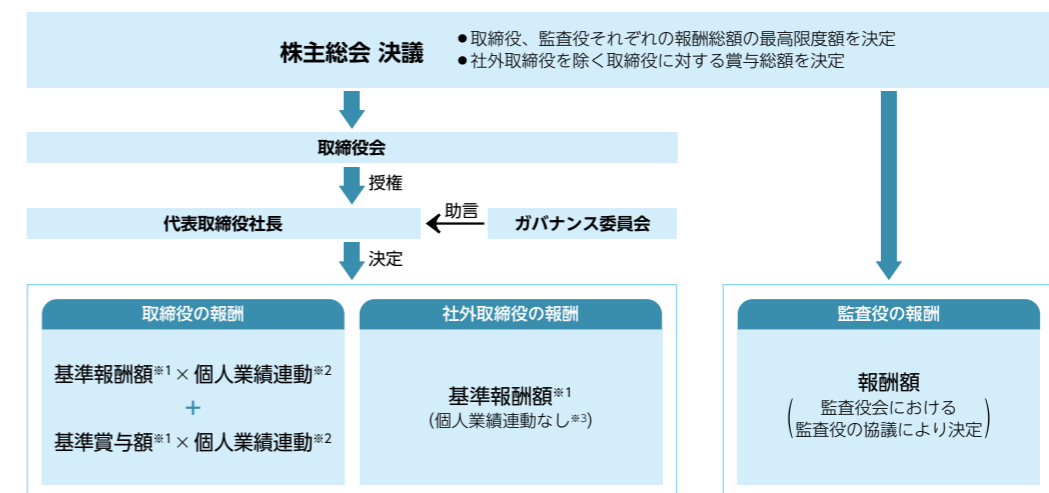 株主総会 決議
●取締役、監査役それぞれの報酬総額の最高限度額を決定
●社外取締役を除く取締役に対する賞与総額を決定
取締役会
授権
代表取締役社長
助言
ガバナンス委員会
決定
取締役の報酬
基準報酬額※1×個人業績連動※2
+
基準賞与額※1×個人業績連動※2
社外取締役の報酬
基準報酬額※1
(個人業績連動なし※3)
監査役の報酬
報酬額
(監査役会における
監査役の協議により決定)